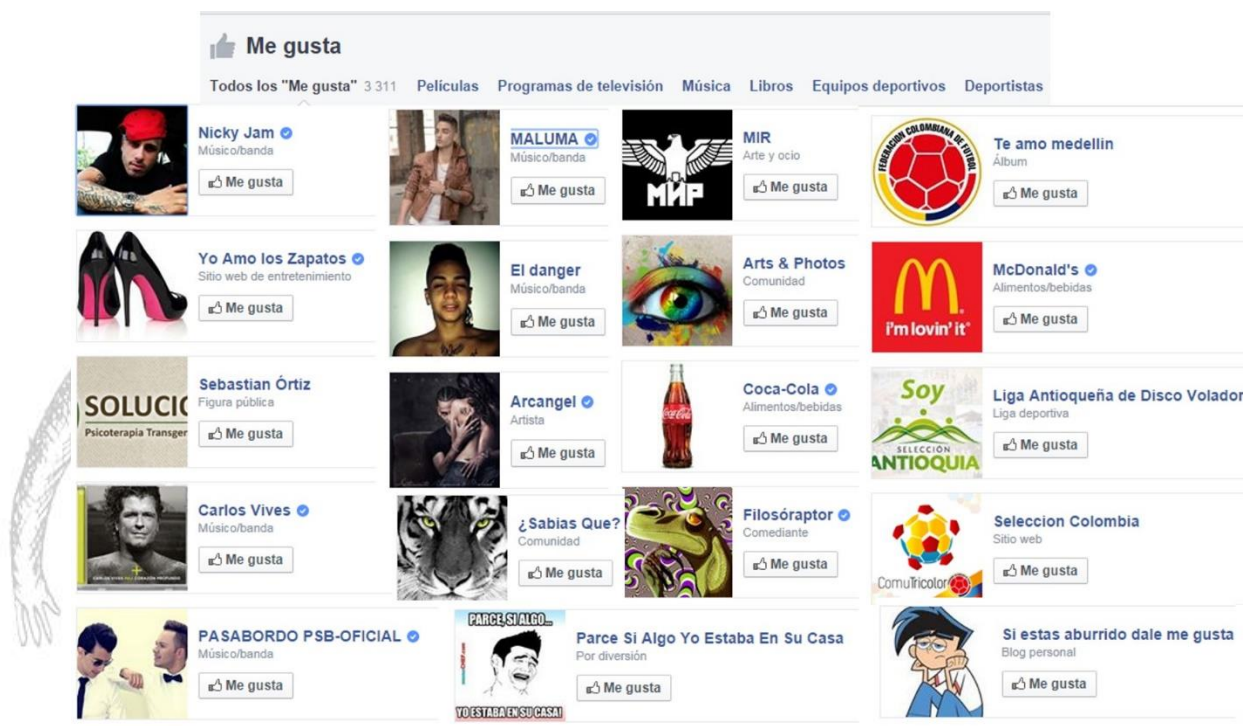 Me gusta
Todos los "Me gusta" 3 311 Películas Programas de televisión Música Libros Equipos deportivos Deportistas
Nicky Jam
Músico/banda
Me gusta
MALUMA
Músico/banda
Me gusta
МИР
MIR
Arte y ocio
Me gusta
FEDERACION COLOMBIANA DE FUTBOL
Te amo medellin
Álbum
Me gusta
Yo Amo los Zapatos
Sitio web de entretenimiento
Me gusta
El danger
Músico/banda
Me gusta
Arts & Photos
Comunidad
Me gusta
i'm lovin' it
McDonald's
Alimentos/bebidas
Me gusta
SOLUCIO
Psicoterapia Transger
Sebastian Órtiz
Figura pública
Me gusta
Arcangel
Artista
Me gusta
Coca-Cola
Coca-Cola
Alimentos/bebidas
Me gusta
Soy
SELECCIÓN
ANTIOQUIA
Liga Antioqueña de Disco Volador
Liga deportiva
Me gusta
Carlos Vives
Músico/banda
Me gusta
¿Sabias Que?
Comunidad
Me gusta
Filosóraptor
Comediante
Me gusta
ComuTricolor
Seleccion Colombia
Sitio web
Me gusta
PASABORDO PSB-OFICIAL
Músico/banda
Me gusta
PARCE, SI ALGO...
YO ESTABA EN SU CASA!
Parce Si Algo Yo Estaba En Su Casa
Por diversión
Me gusta
Si estas aburrido dale me gusta
Blog personal
Me gusta